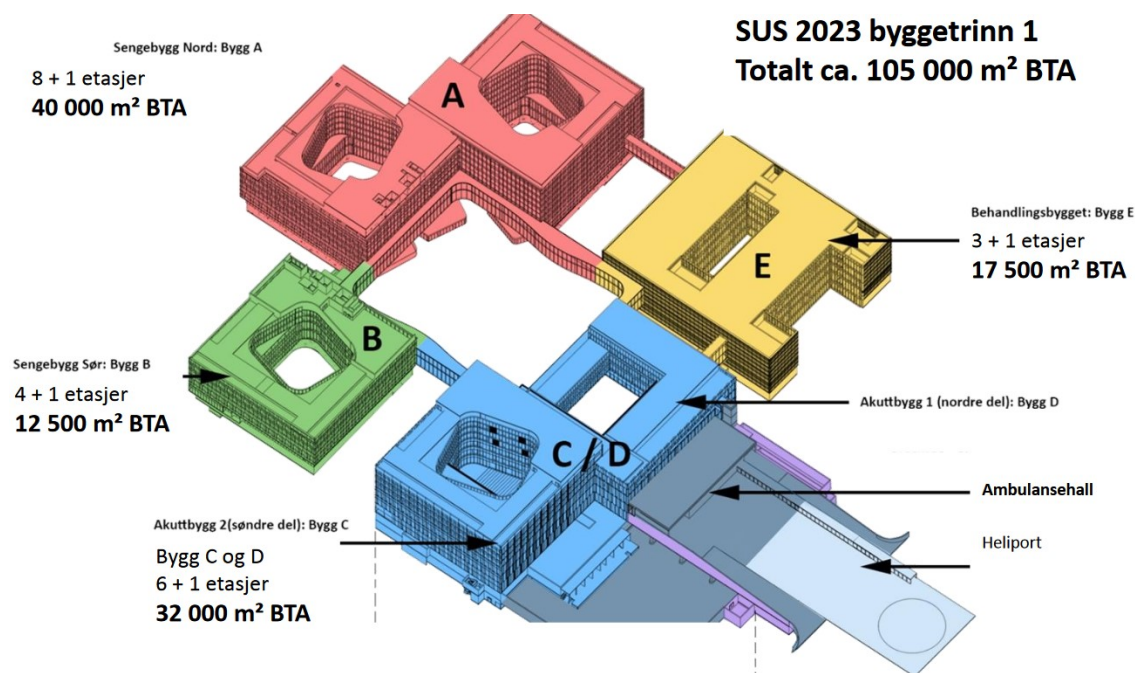 SUS 2023 byggetrinn 1
Totalt ca. 105 000 m² BTA
Sengebygg Nord: Bygg A
8 + 1 etasjer
40 000 m² BTA
A
Behandlingsbygget: Bygg E
3 + 1 etasjer
17 500 m² BTA
E
B
Sengebygg Sør: Bygg B
4 + 1 etasjer
12 500 m² BTA
Akuttbygg 1 (nordre del): Bygg D
C / D
Ambulansehall
Akuttbygg 2(søndre del): Bygg C
Heliport
Bygg C og D
6 + 1 etasjer
32 000 m² BTA